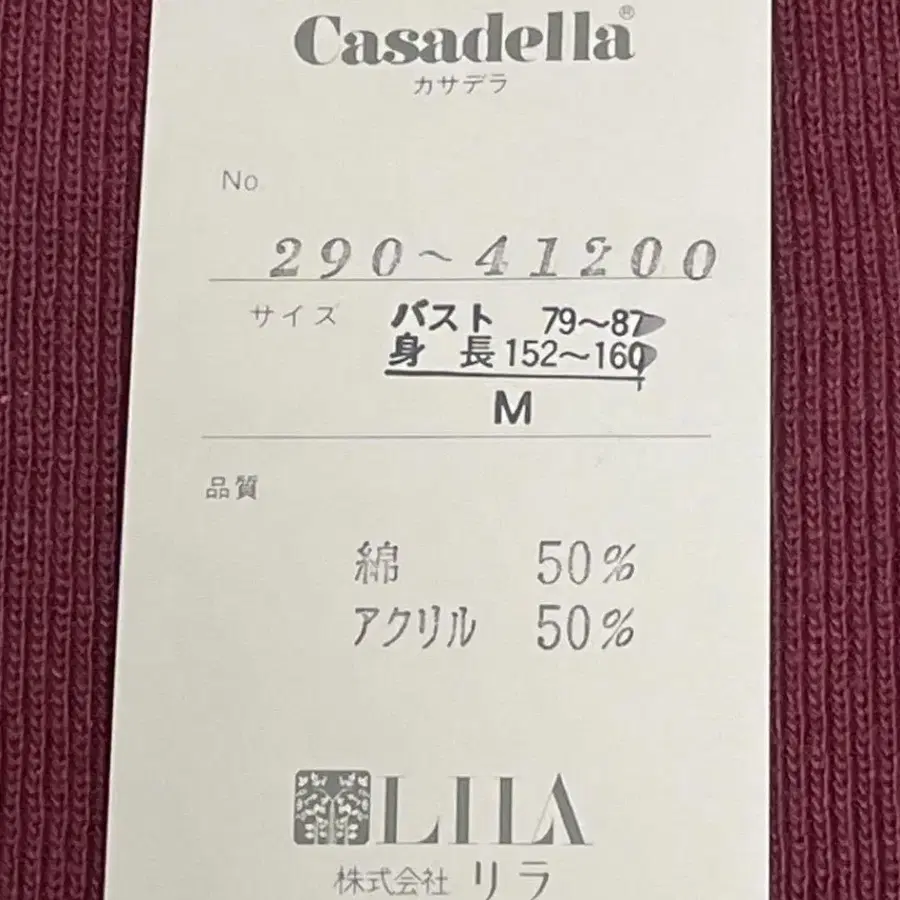 Casadella®
カサデラ
No
290~41200
サイズ バスト 79～87
身長 152～160
M
品質
綿 50%
アクリル 50%
LILA
株式会社 リラ